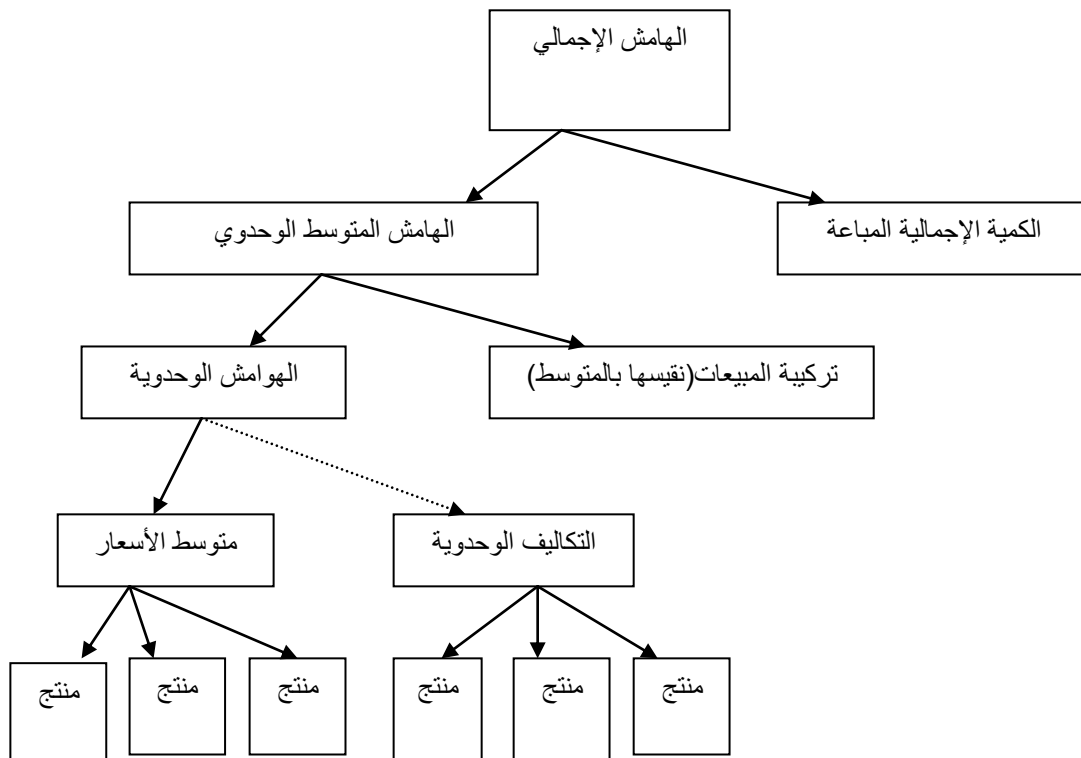 الهامش الإجمالي
الكمية الإجمالية المباعة
الهامش المتوسط الوحدوي
تركيبة المبيعات(نقيسها بالمتوسط)
الهوامش الوحدوية
التكاليف الوحدوية
متوسط الأسعار
منتج
منتج
منتج
منتج
منتج
منتج